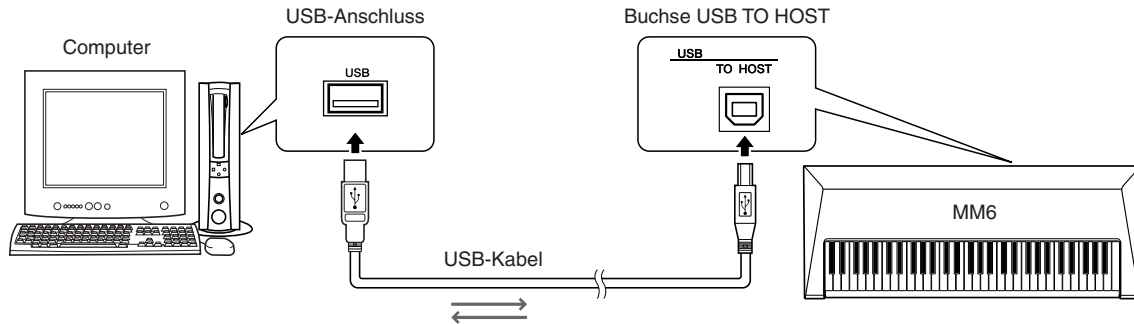 USB-Anschluss
Buchse USB TO HOST
Computer
USB
USB
TO HOST
MM6
USB-Kabel